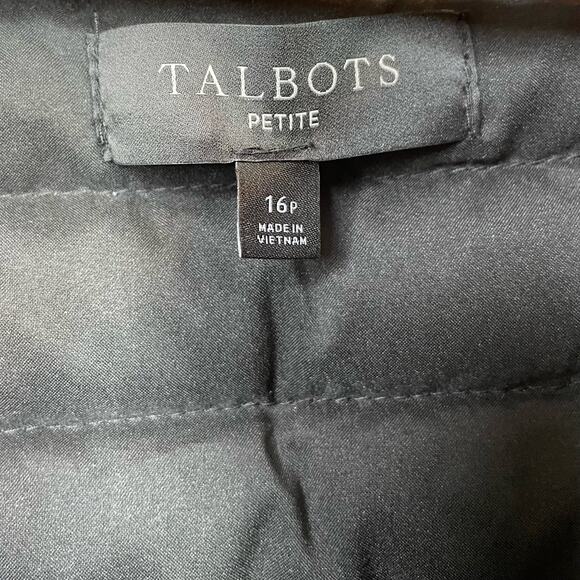 TALBOTS
PETITE
16P
MADE IN
VIETNAM